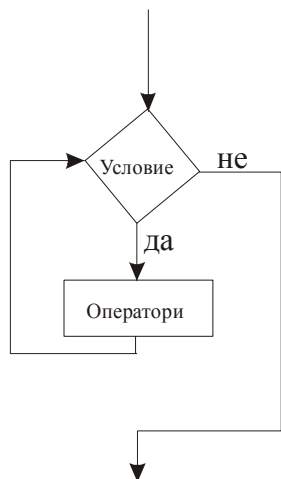 Условие
не
да
Оператори